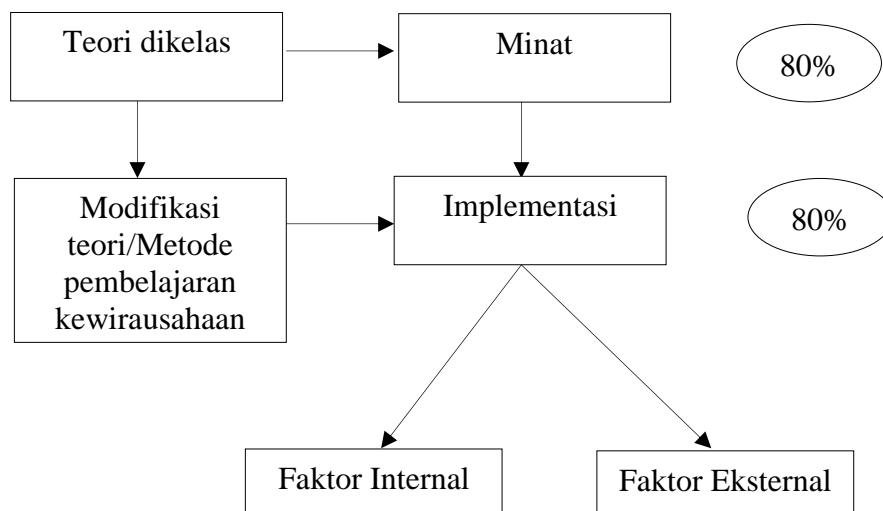 Teori dikelas
Minat
80%
Modifikasi
teori/Metode
pembelajaran
kewirausahaan
Implementasi
80%
Faktor Internal
Faktor Eksternal